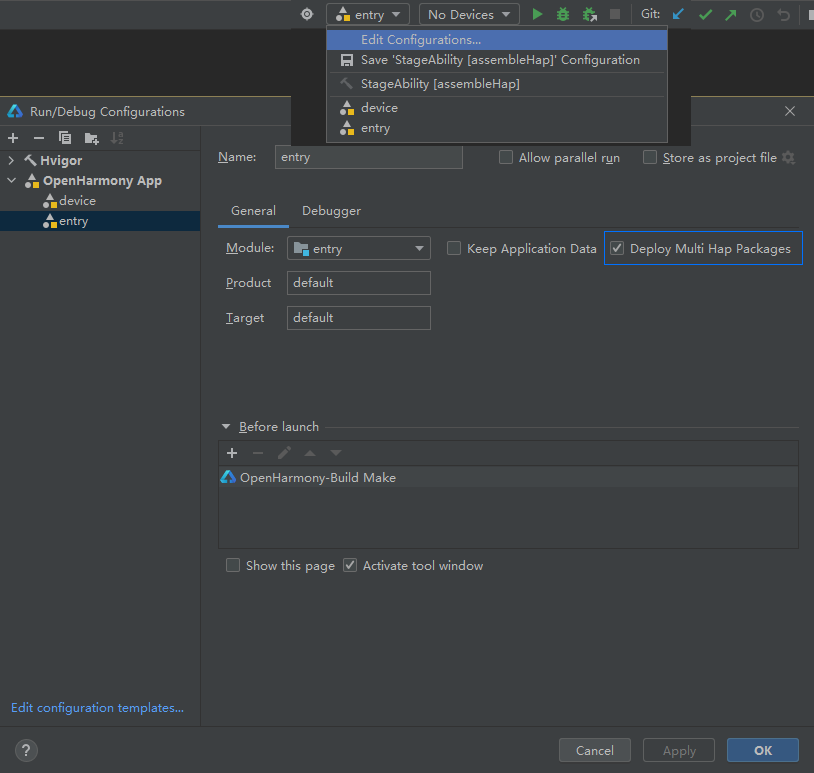 entry
No Devices
Git:
Edit Configurations...
Save 'StageAbility [assembleHap]' Configuration
StageAbility [assembleHap]
device
entry
Run/Debug Configurations
Hvigor
OpenHarmony App
device
entry
Name: entry
Allow parallel run
Store as project file
General
Debugger
Module: entry
Keep Application Data
Deploy Multi Hap Packages
Product default
Target default
Before launch
OpenHarmony-Build Make
Show this page
Activate tool window
Edit configuration templates...
?
Cancel
Apply
OK